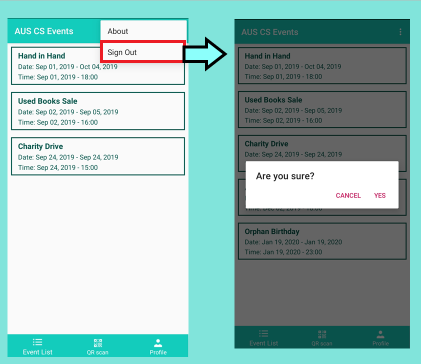 AUS CS Events
About
Sign Out
Hand in Hand
Date: Sep 01, 2019 - Oct 04, 2019
Time: Sep 01, 2019 - 18:00
Used Books Sale
Date: Sep 02, 2019 - Sep 05, 2019
Time: Sep 02, 2019 - 16:00
Charity Drive
Date: Sep 24, 2019 - Sep 24, 2019
Time: Sep 24, 2019 - 15:00
Event List
QR scan
Profile
AUS CS Events
Hand in Hand
Date: Sep 01, 2019 - Oct 04, 2019
Time: Sep 01, 2019 - 18:00
Used Books Sale
Date: Sep 02, 2019 - Sep 05, 2019
Time: Sep 02, 2019 - 16:00
Charity Drive
Date: Sep 24, 2019 - Sep 24, 2019
Are you sure?
CANCEL YES
Orphan Birthday
Date: Jan 19, 2020 - Jan 19, 2020
Time: Jan 19, 2020 - 23:00
Event List
QR scan
Profile